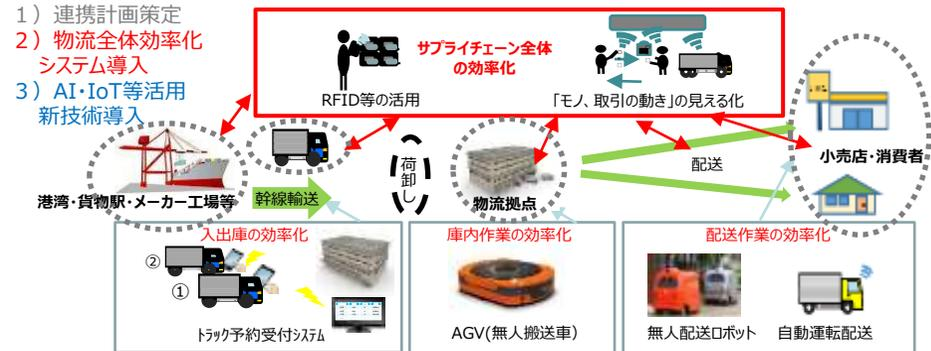 １）連携計画策定
２）物流全体効率化
システム導入
３）AI・IoT等活用
新技術導入
サプライチェーン全体
の効率化
RFID等の活用
「モノ、取引の動き」の見える化
港湾・貨物駅・メーカー工場等
幹線輸送
荷卸し
物流拠点
配送
小売店・消費者
入出庫の効率化
②
①
トラック予約受付システム
庫内作業の効率化
AGV(無人搬送車)
配送作業の効率化
無人配送ロボット
自動運転配送